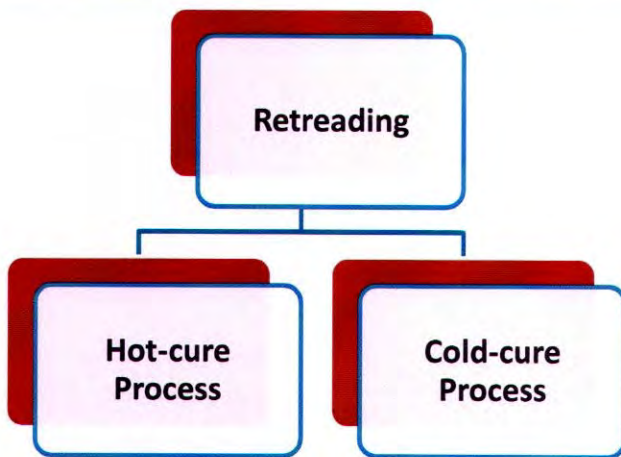 Retreading
Hot-cure
Process
Cold-cure
Process